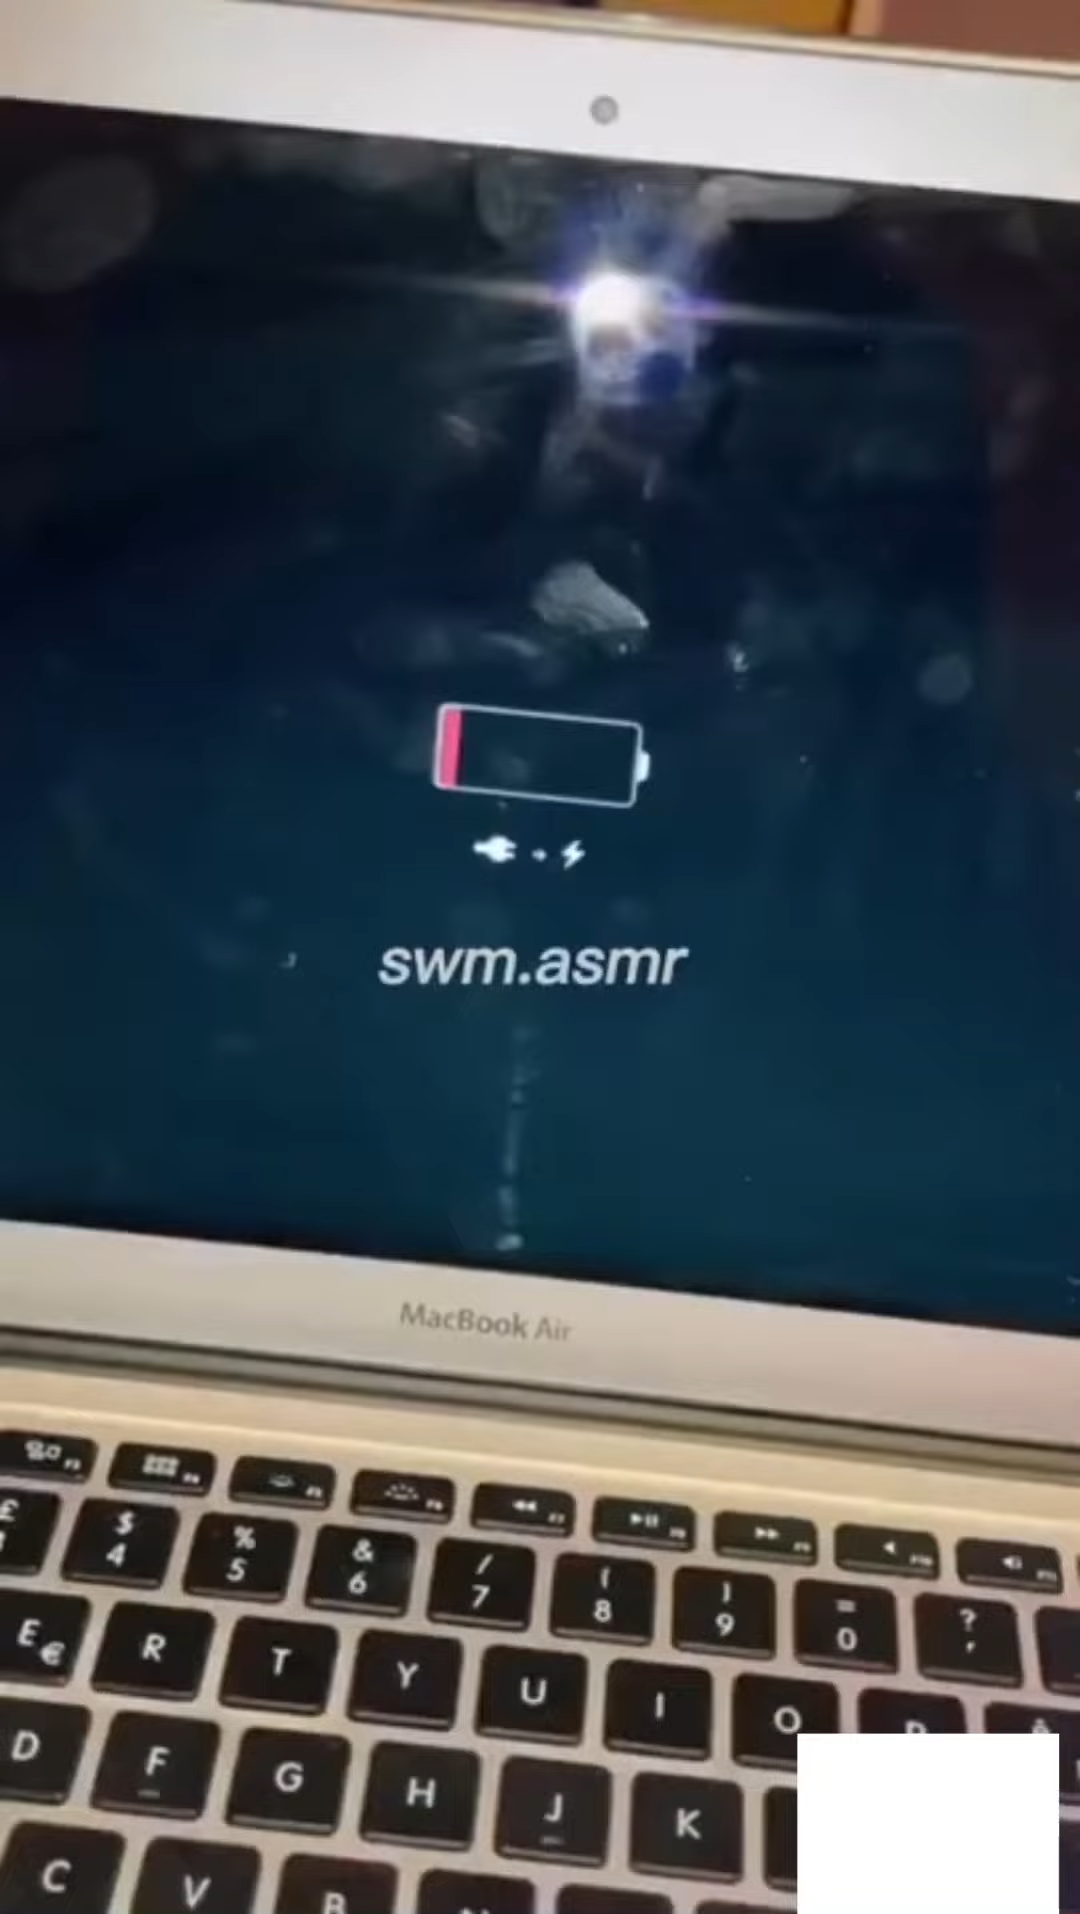 swm.asmr
MacBook Air
£ $ % & / ( ) = ?
4 5 6 7 8 9 0 '
E € R T Y U I O
D F G H J K
C V B